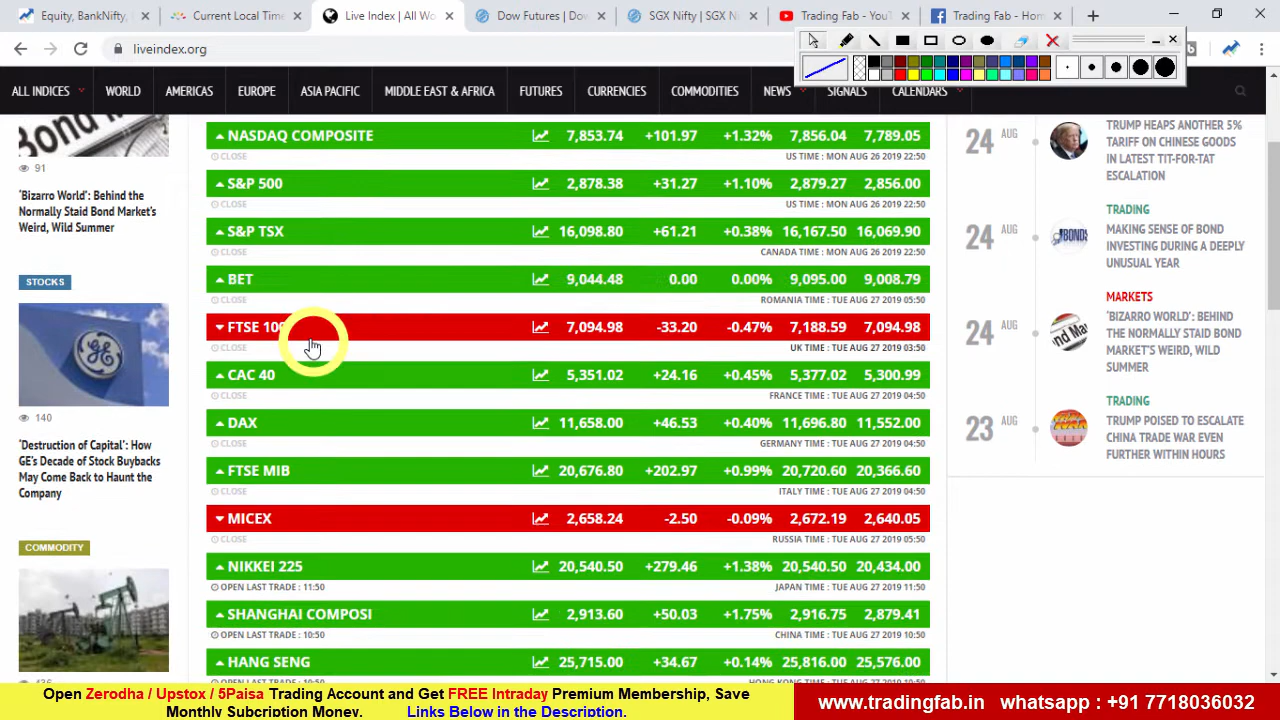 Equity, BankNifty
Current Local Time
Live Index | All Wo
Dow Futures | Do
SGX Nifty | SGX N
Trading Fab - YouT
Trading Fab - Hom
liveindex.org
ALL INDICES
WORLD
AMERICAS
EUROPE
ASIA PACIFIC
MIDDLE EAST & AFRICA
FUTURES
CURRENCIES
COMMODITIES
NEWS
SIGNALS
CALENDARS
91
'Bizarro World': Behind the
Normally Staid Bond Market's
Weird, Wild Summer
STOCKS
140
'Destruction of Capital': How
GE's Decade of Stock Buybacks
May Come Back to Haunt the
Company
COMMODITY
NASDAQ COMPOSITE 7,853.74 +101.97 +1.32% 7,856.04 7,789.05
CLOSE US TIME : MON AUG 26 2019 22:50
S&P 500 2,878.38 +31.27 +1.10% 2,879.27 2,856.00
CLOSE US TIME : MON AUG 26 2019 22:50
S&P TSX 16,098.80 +61.21 +0.38% 16,167.50 16,069.90
CLOSE CANADA TIME : MON AUG 26 2019 22:50
BET 9,044.48 0.00 0.00% 9,095.00 9,008.79
CLOSE ROMANIA TIME : TUE AUG 27 2019 05:50
FTSE 100 7,094.98 -33.20 -0.47% 7,188.59 7,094.98
CLOSE UK TIME : TUE AUG 27 2019 03:50
CAC 40 5,351.02 +24.16 +0.45% 5,377.02 5,300.99
CLOSE FRANCE TIME : TUE AUG 27 2019 04:50
DAX 11,658.00 +46.53 +0.40% 11,696.80 11,552.00
CLOSE GERMANY TIME : TUE AUG 27 2019 04:50
FTSE MIB 20,676.80 +202.97 +0.99% 20,720.60 20,366.60
CLOSE ITALY TIME : TUE AUG 27 2019 04:50
MICEX 2,658.24 -2.50 -0.09% 2,672.19 2,640.05
CLOSE RUSSIA TIME : TUE AUG 27 2019 05:50
NIKKEI 225 20,540.50 +279.46 +1.38% 20,540.50 20,434.00
OPEN LAST TRADE : 11:50 JAPAN TIME : TUE AUG 27 2019 11:50
SHANGHAI COMPOSI 2,913.60 +50.03 +1.75% 2,916.75 2,879.41
OPEN LAST TRADE : 10:50 CHINA TIME : TUE AUG 27 2019 10:50
HANG SENG 25,715.00 +34.67 +0.14% 25,816.00 25,576.00
24 AUG
TRUMP HEAPS ANOTHER 5%
TARIFF ON CHINESE GOODS
IN LATEST TIT-FOR-TAT
ESCALATION
TRADING
24 AUG
MAKING SENSE OF BOND
INVESTING DURING A DEEPLY
UNUSUAL YEAR
MARKETS
24 AUG
'BIZARRO WORLD': BEHIND
THE NORMALLY STAID BOND
MARKET'S WEIRD, WILD
SUMMER
TRADING
23 AUG
TRUMP POISED TO ESCALATE
CHINA TRADE WAR EVEN
FURTHER WITHIN HOURS
Open Zerodha / Upstox / 5Paisa Trading Account and Get FREE Intraday Premium Membership, Save
Monthly Subcription Money. Links Below in the Description.
www.tradingfab.in whatsapp : +91 7718036032